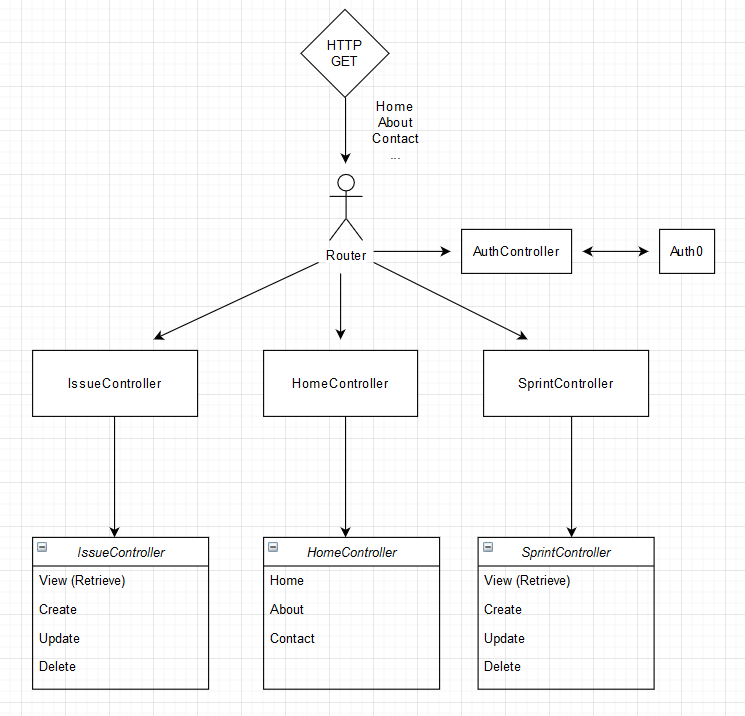 HTTP
GET
Home
About
Contact
...
Router
AuthController
Auth0
IssueController
HomeController
SprintController
IssueController
View (Retrieve)
Create
Update
Delete
HomeController
Home
About
Contact
SprintController
View (Retrieve)
Create
Update
Delete